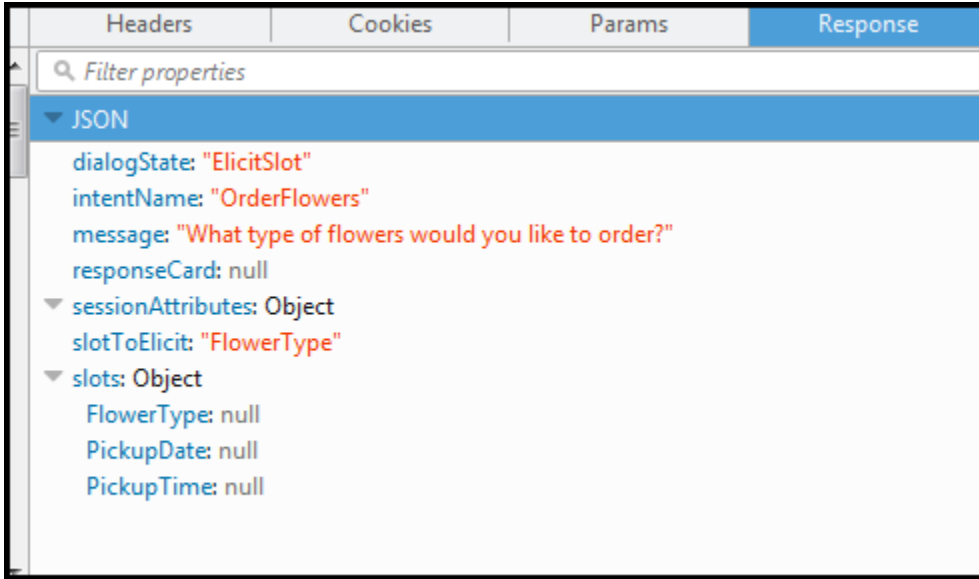 Headers Cookies Params Response
Filter properties
JSON
dialogState: "ElicitSlot"
intentName: "OrderFlowers"
message: "What type of flowers would you like to order?"
responseCard: null
sessionAttributes: Object
slotToElicit: "FlowerType"
slots: Object
FlowerType: null
PickupDate: null
PickupTime: null